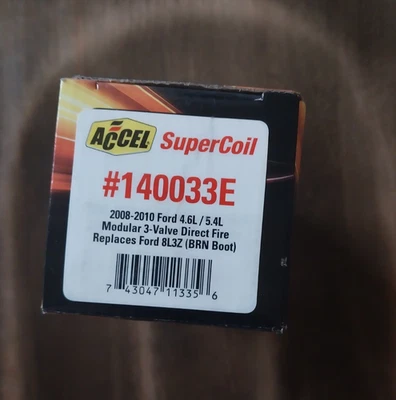 ACCEL SuperCoil
#140033E
2008-2010 Ford 4.6L / 5.4L
Modular 3-Valve Direct Fire
Replaces Ford 8L3Z (BRN Boot)
7 43047 11335 6